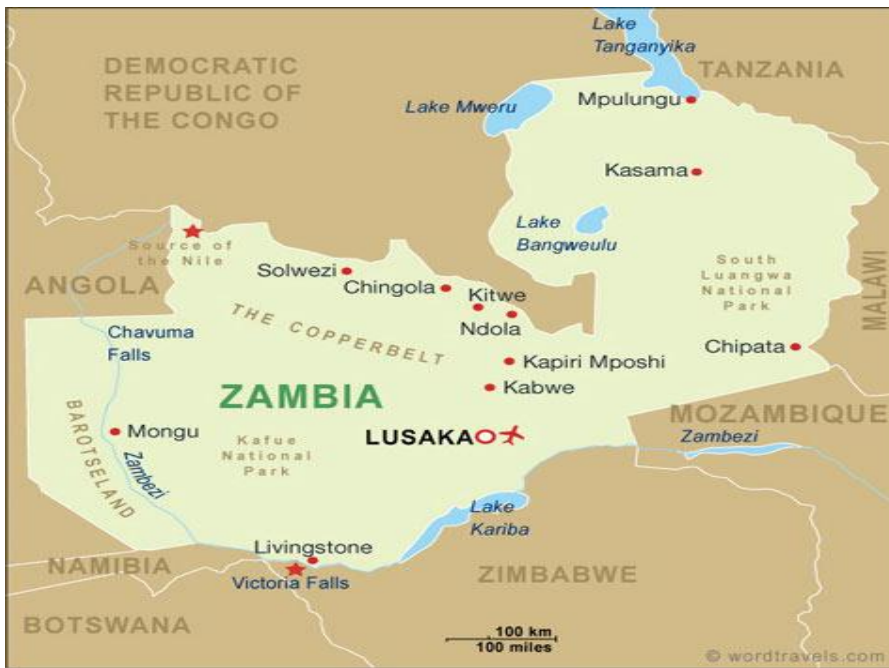 Lake
Tanganyika
DEMOCRATIC
REPUBLIC OF
THE CONGO
TANZANIA
Lake Mweru
Mpulungu
Kasama
Lake
Bangweulu
Source of
the Nile
South
Luangwa
National
Park
MALAWI
ANGOLA
Solwezi
Chingola
Kitwe
Ndola
THE COPPERBELT
Chavuma
Falls
Kapiri Mposhi
Chipata
Kabwe
ZAMBIA
BAROTSELAND
Mongu
Kafue
National
Park
LUSAKA
MOZAMBIQUE
Zambezi
Zambezi
Lake
Kariba
Livingstone
Victoria Falls
NAMIBIA
ZIMBABWE
BOTSWANA
100 km
100 miles
© wordtravels.com